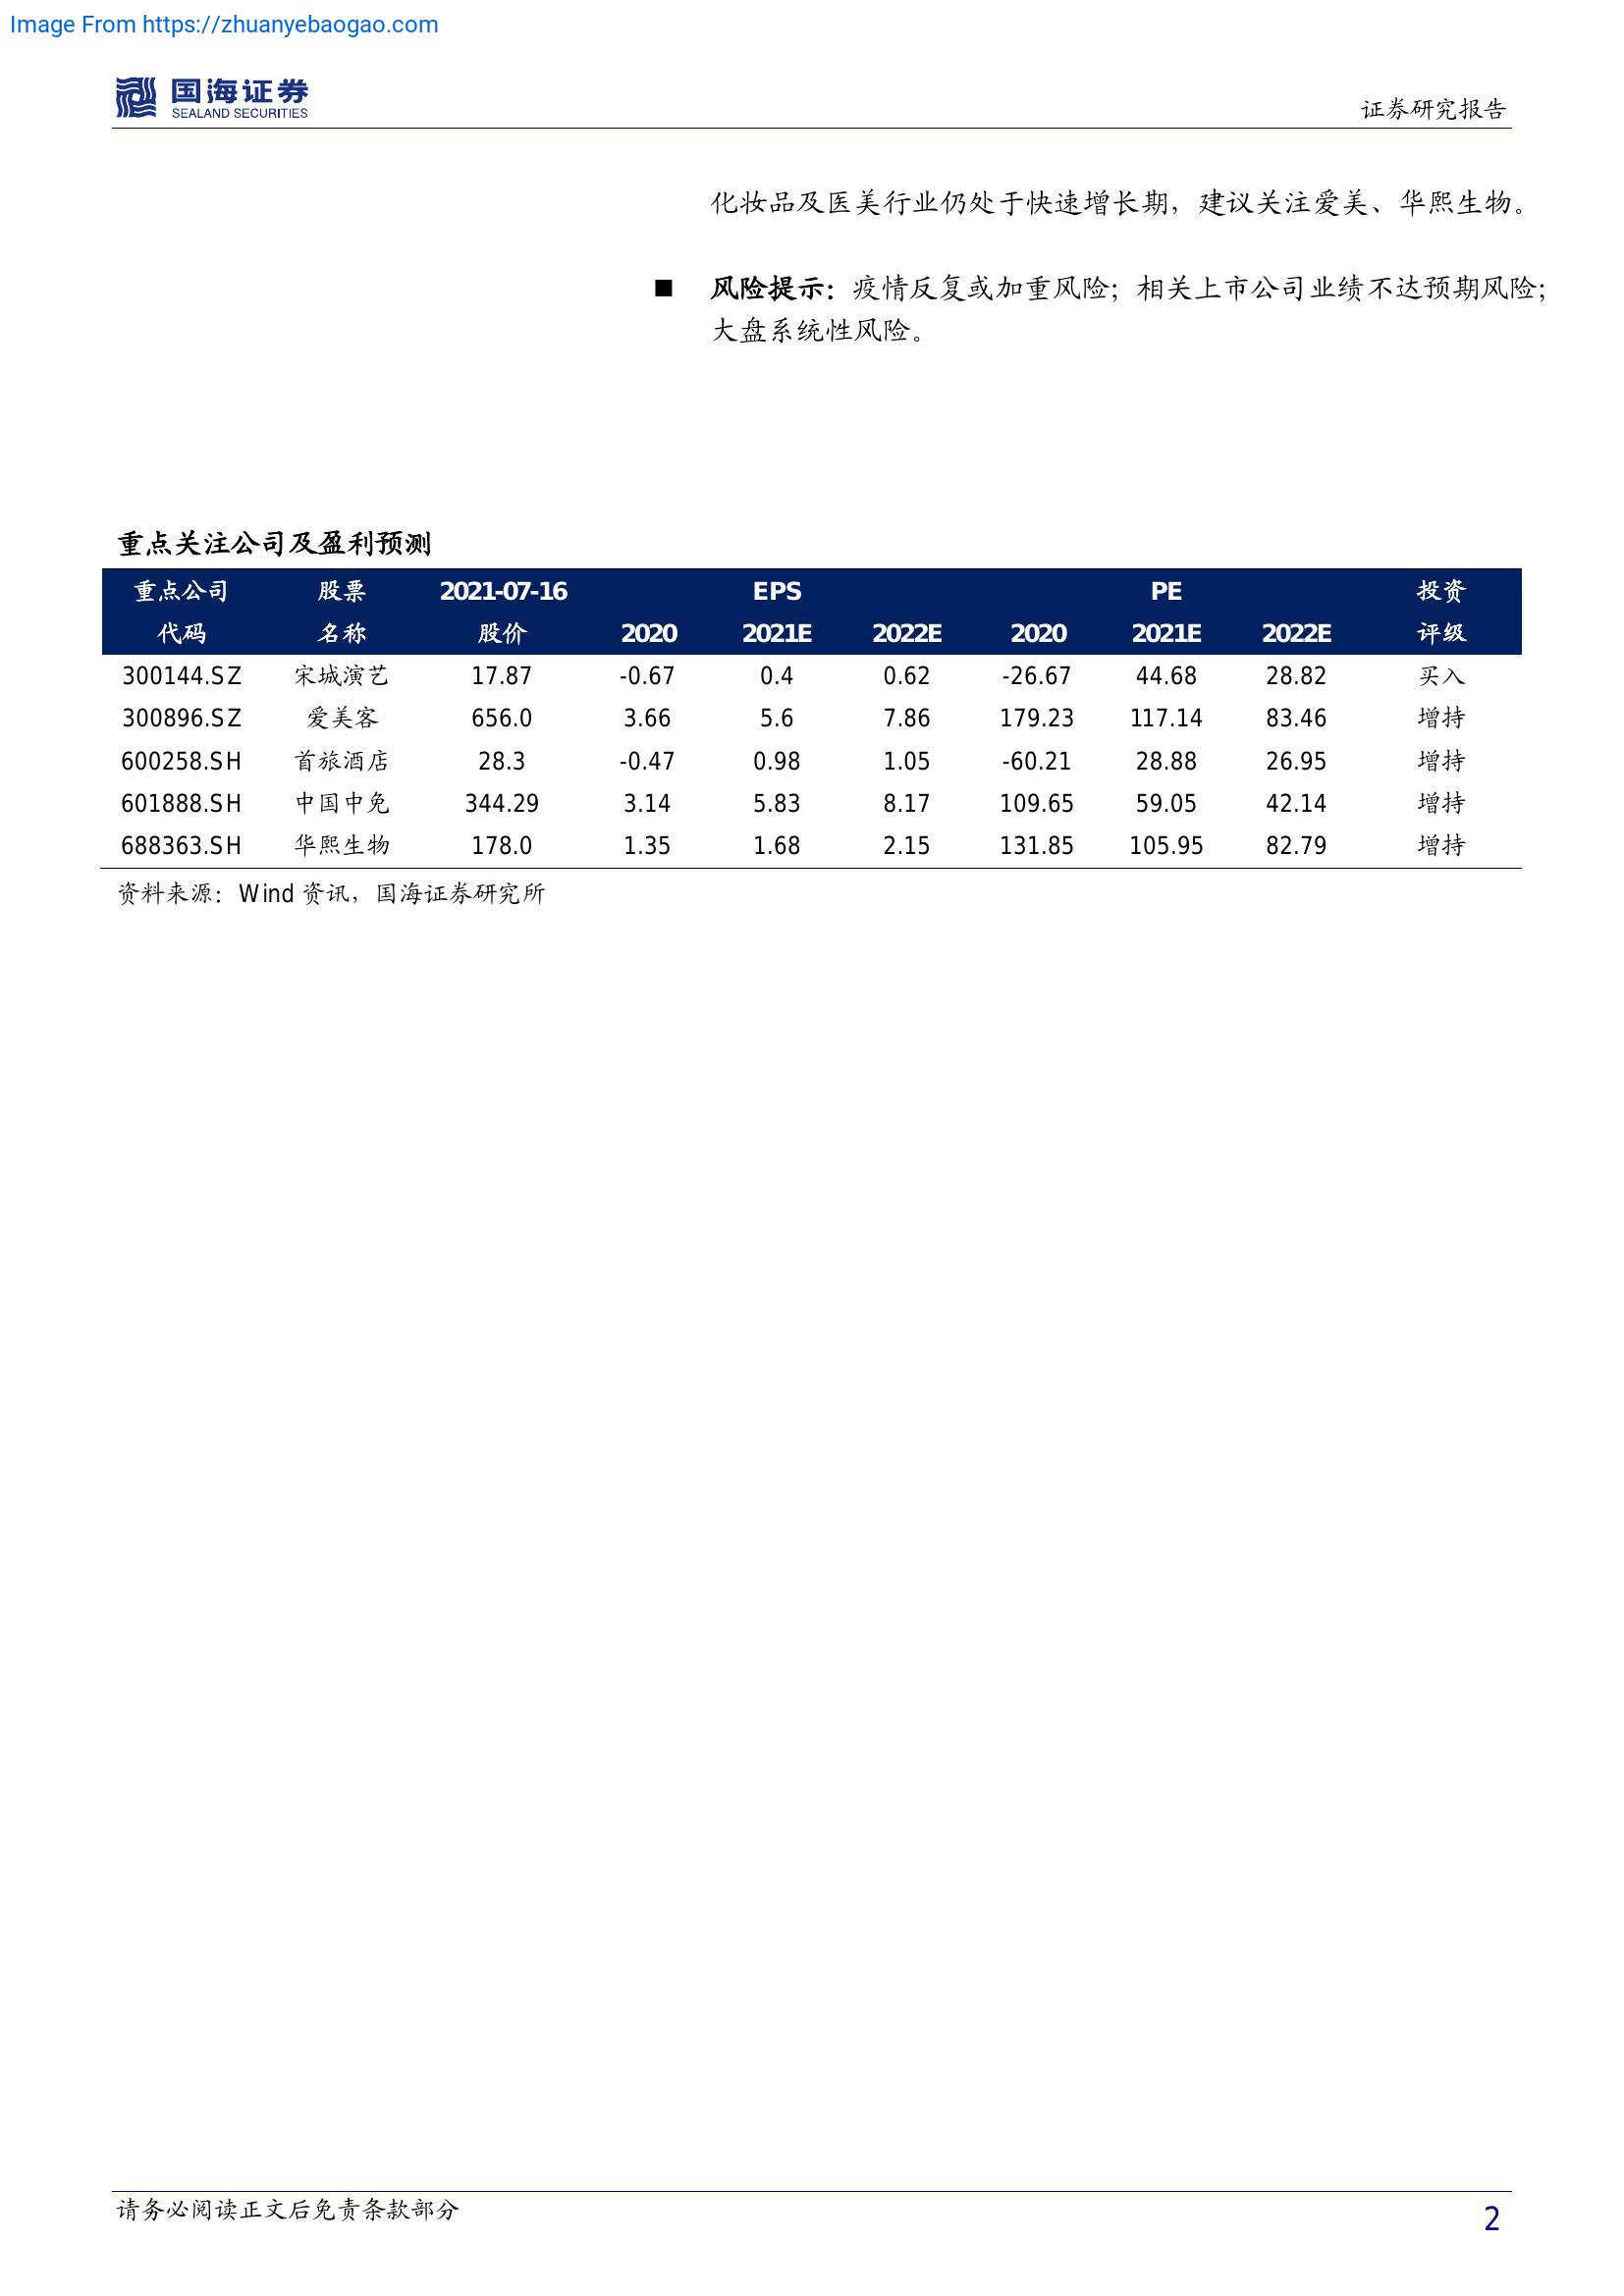 Image From https://zhuanyebaogao.com
国海证券
SEALAND SECURITIES
证券研究报告
化妆品及医美行业仍处于快速增长期，建议关注爱美、华熙生物。
■ 风险提示：疫情反复或加重风险；相关上市公司业绩不达预期风险；
大盘系统性风险。
重点关注公司及盈利预测
重点公司 股票 2021-07-16 EPS PE 投资
代码 名称 股价 2020 2021E 2022E 2020 2021E 2022E 评级
300144.SZ 宋城演艺 17.87 -0.67 0.4 0.62 -26.67 44.68 28.82 买入
300896.SZ 爱美客 656.0 3.66 5.6 7.86 179.23 117.14 83.46 增持
600258.SH 首旅酒店 28.3 -0.47 0.98 1.05 -60.21 28.88 26.95 增持
601888.SH 中国中免 344.29 3.14 5.83 8.17 109.65 59.05 42.14 增持
688363.SH 华熙生物 178.0 1.35 1.68 2.15 131.85 105.95 82.79 增持
资料来源：Wind 资讯，国海证券研究所
请务必阅读正文后免责条款部分
2